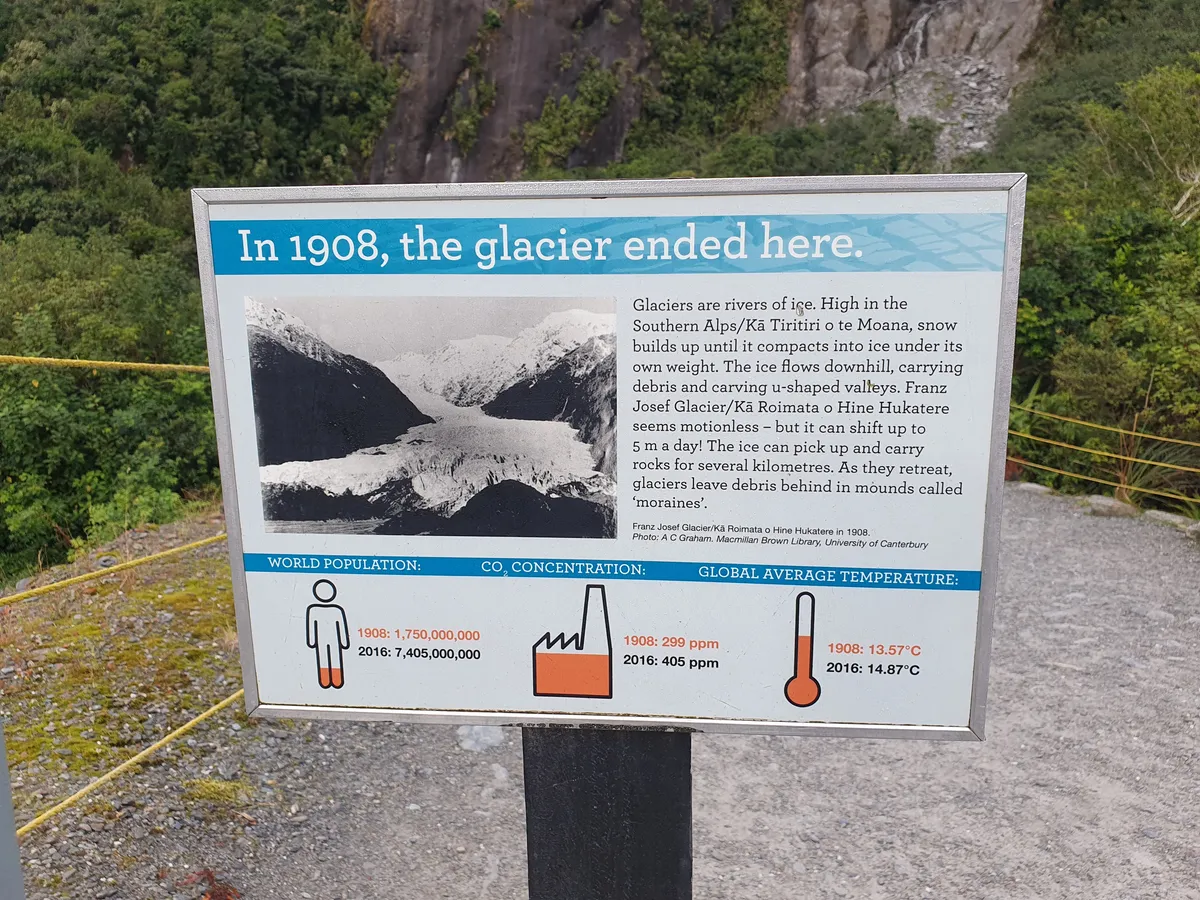 In 1908, the glacier ended here.
Glaciers are rivers of ice. High in the
Southern Alps/Kā Tiritiri o te Moana, snow
builds up until it compacts into ice under its
own weight. The ice flows downhill, carrying
debris and carving u-shaped valleys. Franz
Josef Glacier/Kā Roimata o Hine Hukatere
seems motionless – but it can shift up to
5 m a day! The ice can pick up and carry
rocks for several kilometres. As they retreat,
glaciers leave debris behind in mounds called
‘moraines’.
Franz Josef Glacier/Kā Roimata o Hine Hukatere in 1908.
Photo: A C Graham. Macmillan Brown Library, University of Canterbury
WORLD POPULATION:
1908: 1,750,000,000
2016: 7,405,000,000
CO₂ CONCENTRATION:
1908: 299 ppm
2016: 405 ppm
GLOBAL AVERAGE TEMPERATURE:
1908: 13.57°C
2016: 14.87°C